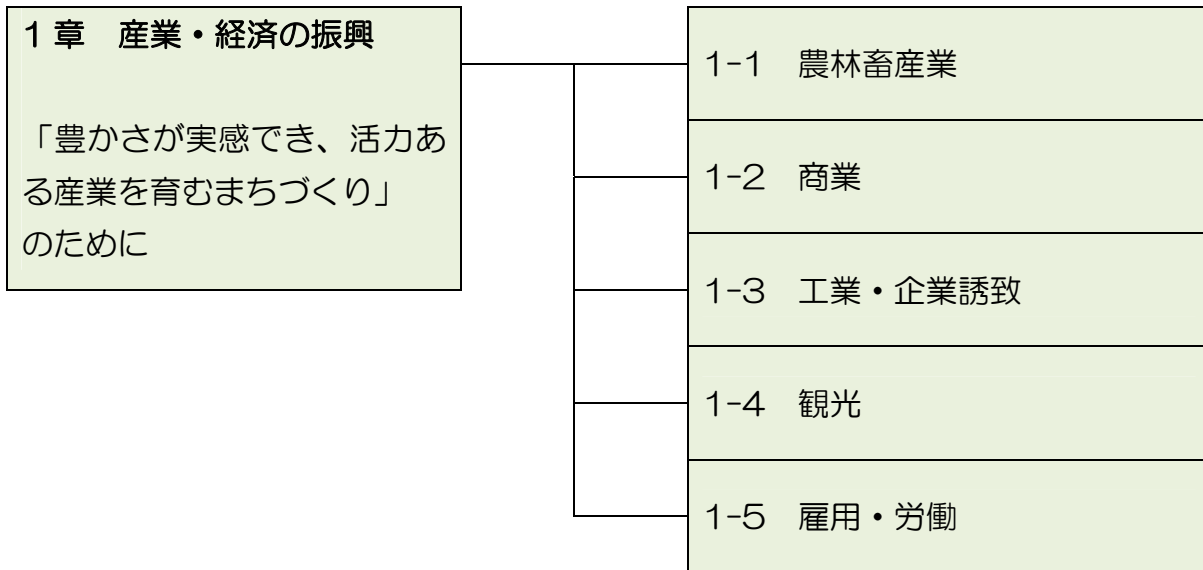 1章　産業・経済の振興
「豊かさが実感でき、活力あ
る産業を育むまちづくり」
のために
1-1　農林畜産業
1-2　商業
1-3　工業・企業誘致
1-4　観光
1-5　雇用・労働